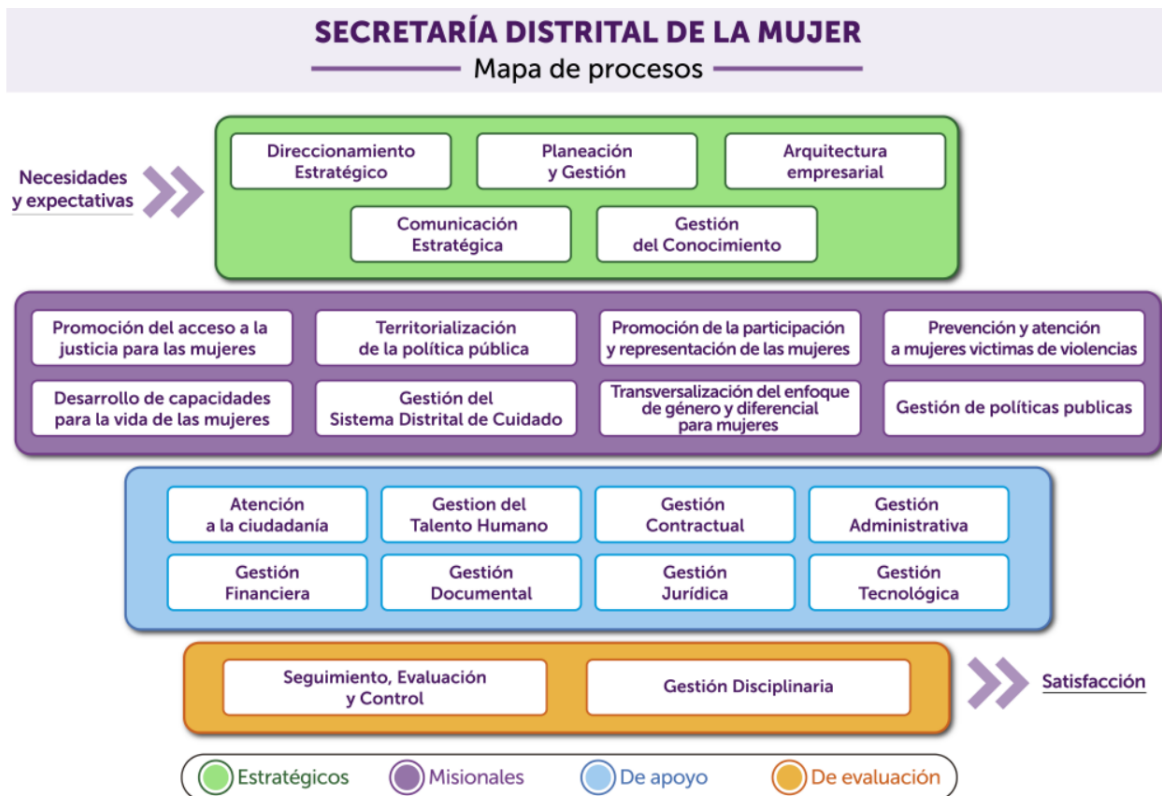 SECRETARÍA DISTRITAL DE LA MUJER
Mapa de procesos
Necesidades
y expectativas
Direccionamiento
Estratégico
Planeación
y Gestión
Arquitectura
empresarial
Comunicación
Estratégica
Gestión
del Conocimiento
Promoción del acceso a la
justicia para las mujeres
Territorialización
de la política pública
Promoción de la participación
y representación de las mujeres
Prevención y atención
a mujeres victimas de violencias
Desarrollo de capacidades
para la vida de las mujeres
Gestión del
Sistema Distrital de Cuidado
Transversalización del enfoque
de género y diferencial
para mujeres
Gestión de políticas publicas
Atención
a la ciudadanía
Gestion del
Talento Humano
Gestión
Contractual
Gestión
Administrativa
Gestión
Financiera
Gestión
Documental
Gestión
Jurídica
Gestión
Tecnológica
Seguimiento, Evaluación
y Control
Gestión Disciplinaria
Satisfacción
Estratégicos
Misionales
De apoyo
De evaluación